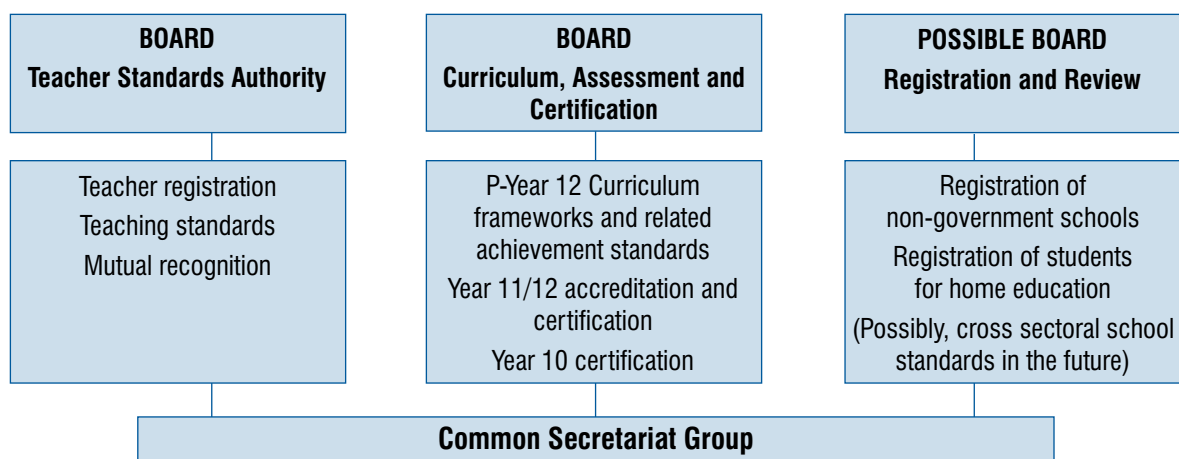 BOARD
Teacher Standards Authority
BOARD
Curriculum, Assessment and
Certification
POSSIBLE BOARD
Registration and Review
Teacher registration
Teaching standards
Mutual recognition
P-Year 12 Curriculum
frameworks and related
achievement standards
Year 11/12 accreditation and
certification
Year 10 certification
Registration of
non-government schools
Registration of students
for home education
(Possibly, cross sectoral school
standards in the future)
Common Secretariat Group